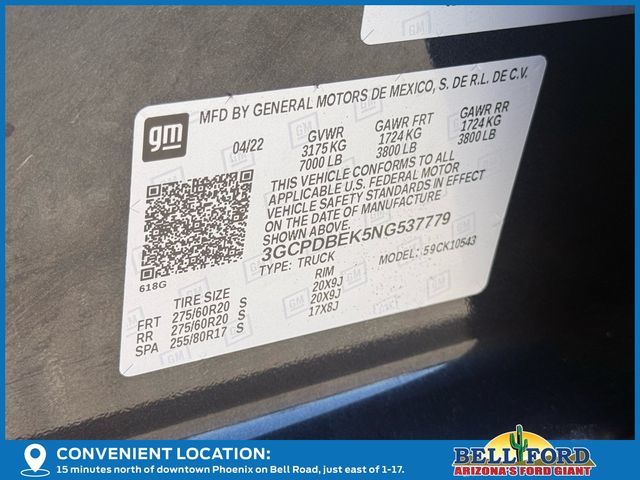 gm
MFD BY GENERAL MOTORS DE MEXICO, S. DE R.L. DE C.V.
04/22 GVWR GAWR FRT GAWR RR
3175 KG 1724 KG 1724 KG
7000 LB 3800 LB 3800 LB
THIS VEHICLE CONFORMS TO ALL
APPLICABLE U.S. FEDERAL MOTOR
VEHICLE SAFETY STANDARDS IN EFFECT
ON THE DATE OF MANUFACTURE
SHOWN ABOVE.
3GCPDBEK5NG537779
TYPE: TRUCK MODEL: 59CK10543
618G
TIRE SIZE RIM
FRT 275/60R20 S 20X9J
RR 275/60R20 S 20X9J
SPA 255/80R17 S 17X8J
CONVENIENT LOCATION:
15 minutes north of downtown Phoenix on Bell Road, just east of 1-17.
BELL FORD
ARIZONA'S FORD GIANT